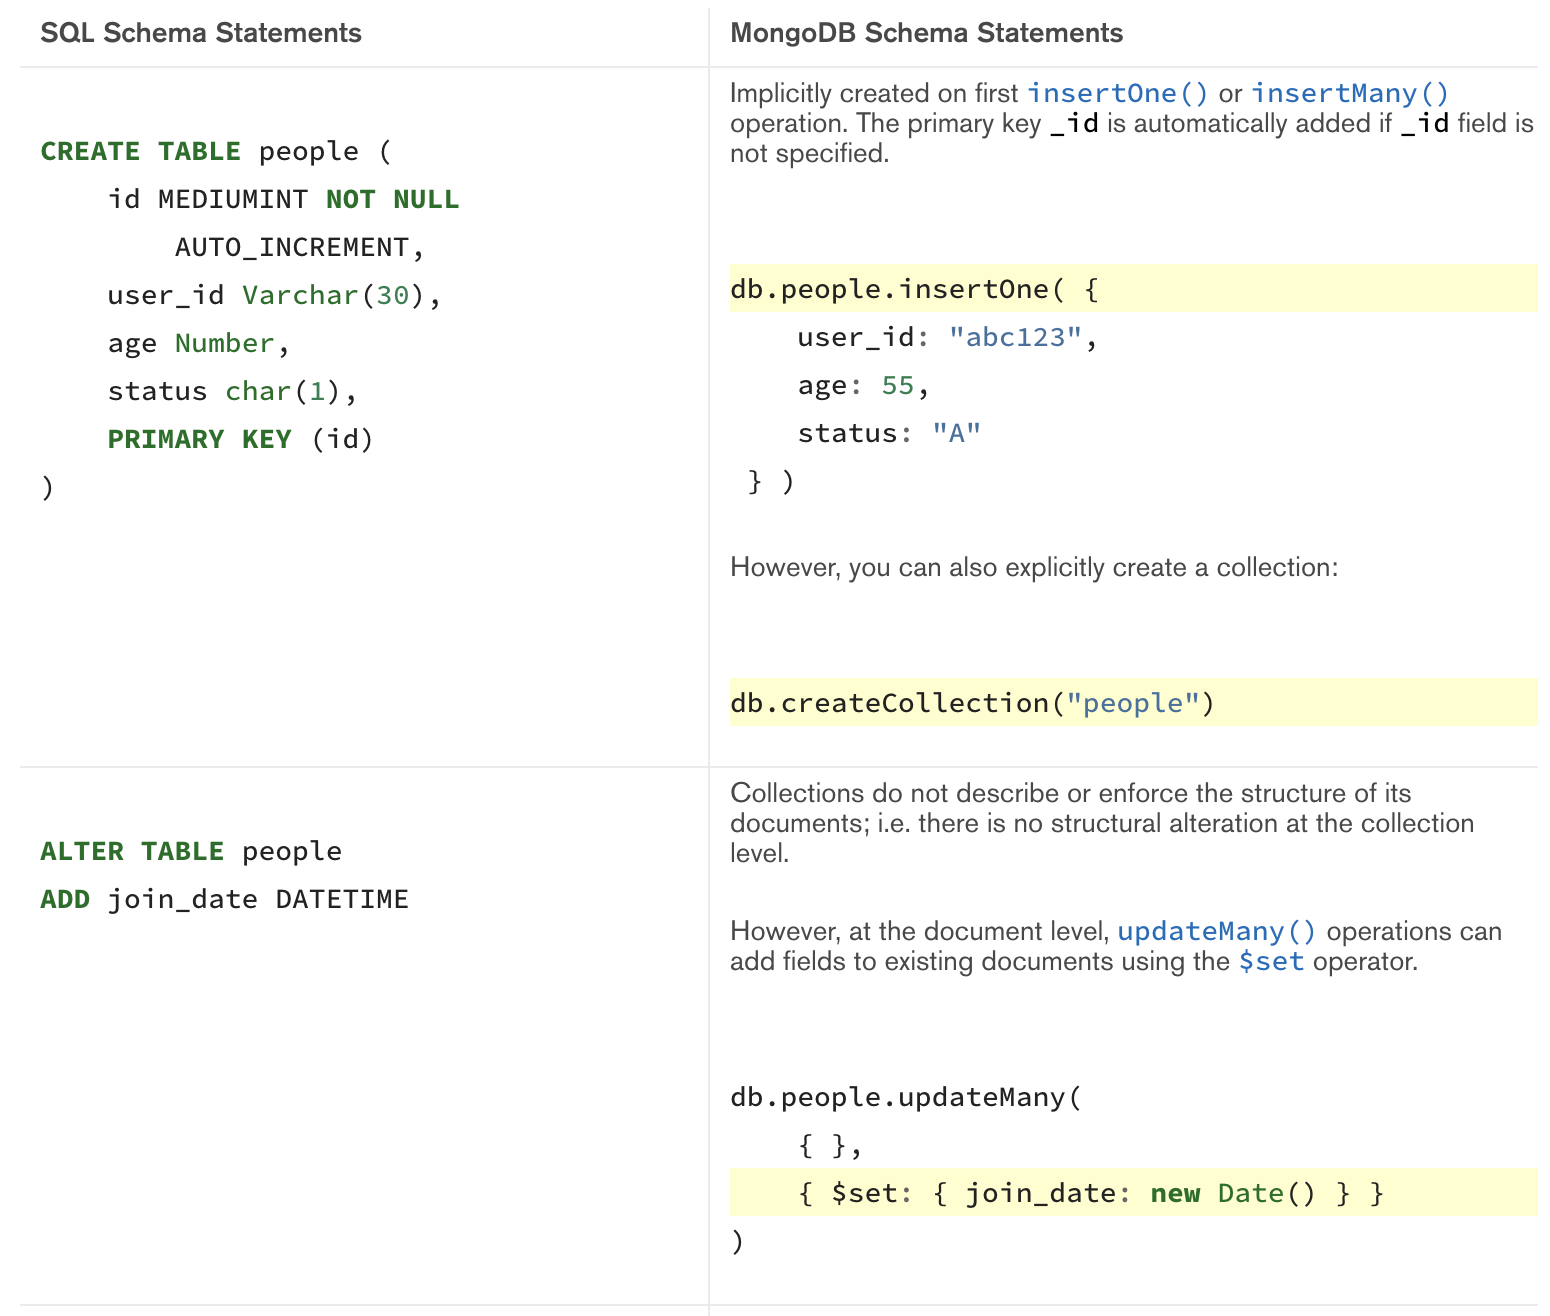 SQL Schema Statements
MongoDB Schema Statements
CREATE TABLE people (
    id MEDIUMINT NOT NULL
        AUTO_INCREMENT,
    user_id Varchar(30),
    age Number,
    status char(1),
    PRIMARY KEY (id)
)
Implicitly created on first insertOne() or insertMany()
operation. The primary key _id is automatically added if _id field is
not specified.
db.people.insertOne( {
    user_id: "abc123",
    age: 55,
    status: "A"
 } )
However, you can also explicitly create a collection:
db.createCollection("people")
ALTER TABLE people
ADD join_date DATETIME
Collections do not describe or enforce the structure of its
documents; i.e. there is no structural alteration at the collection
level.
However, at the document level, updateMany() operations can
add fields to existing documents using the $set operator.
db.people.updateMany(
    { },
    { $set: { join_date: new Date() } }
)